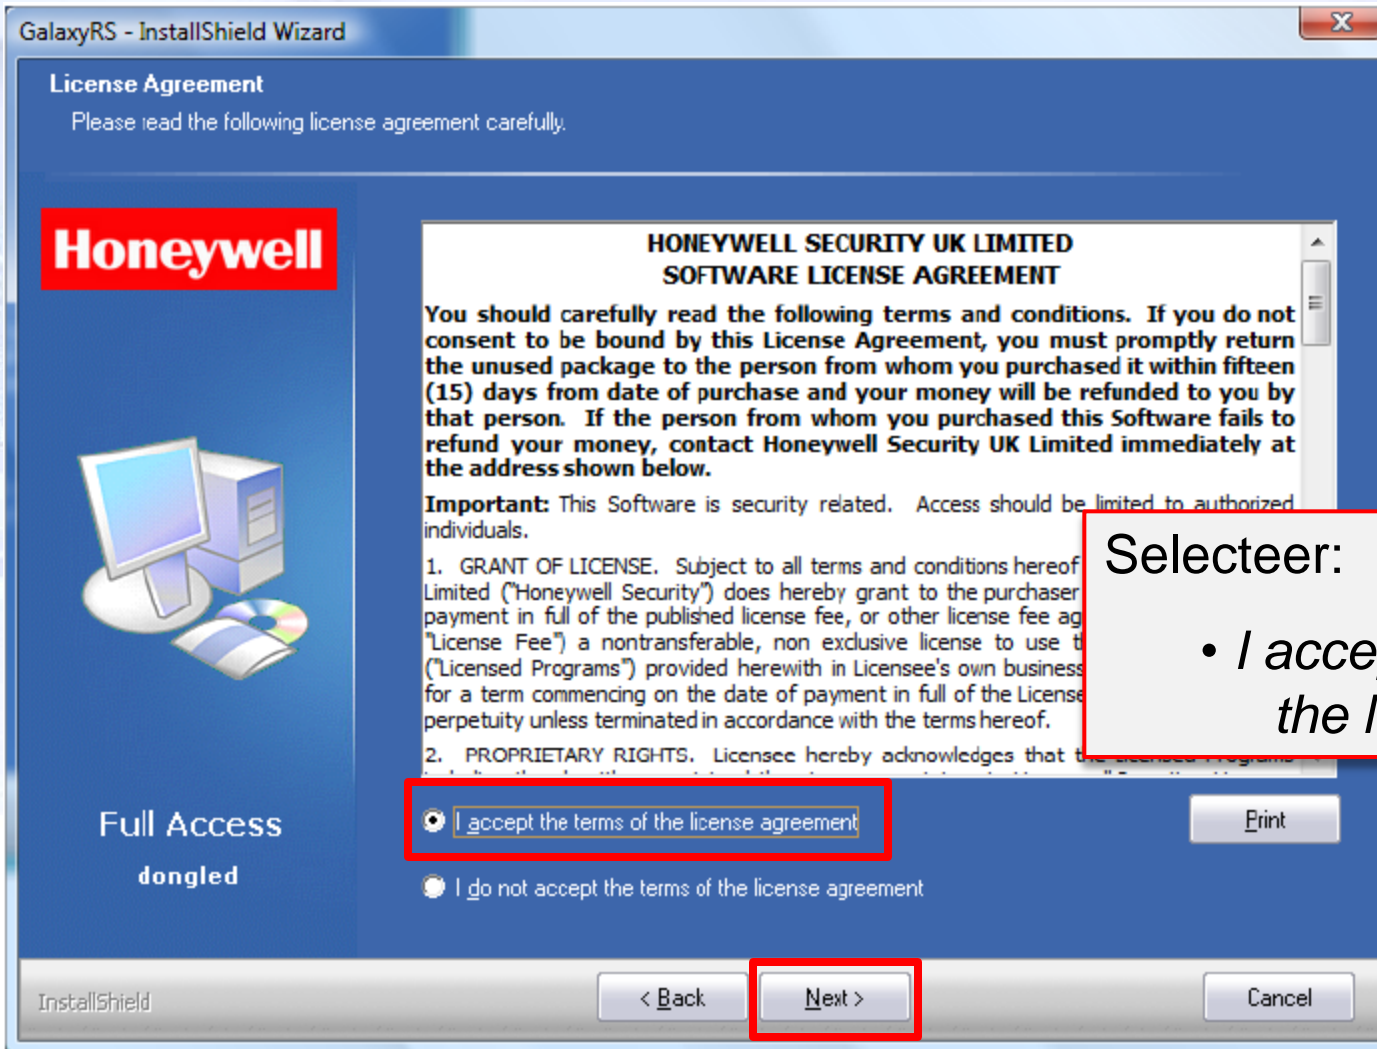 GalaxyRS - InstallShield Wizard
License Agreement
Please read the following license agreement carefully.
Honeywell
HONEYWELL SECURITY UK LIMITED
SOFTWARE LICENSE AGREEMENT
You should carefully read the following terms and conditions. If you do not
consent to be bound by this License Agreement, you must promptly return
the unused package to the person from whom you purchased it within fifteen
(15) days from date of purchase and your money will be refunded to you by
that person. If the person from whom you purchased this Software fails to
refund your money, contact Honeywell Security UK Limited immediately at
the address shown below.
Important: This Software is security related. Access should be limited to authorized
individuals.
1. GRANT OF LICENSE. Subject to all terms and conditions hereof
Limited ("Honeywell Security") does hereby grant to the purchaser
payment in full of the published license fee, or other license fee ag
"License Fee") a nontransferable, non exclusive license to use
("Licensed Programs") provided herewith in Licensee's own business
for a term commencing on the date of payment in full of the License
perpetuity unless terminated in accordance with the terms hereof.
2. PROPRIETARY RIGHTS. Licensee hereby acknowledges that the Licensed Programs
Selecteer:
• I acce
the l
Full Access
dongled
I accept the terms of the license agreement
Print
I do not accept the terms of the license agreement
InstallShield
< Back
Next >
Cancel